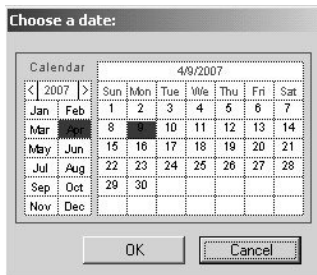 Choose a date:
Calendar
4/9/2007
< 2007 > Sun Mon Tue We Thu Fri Sat
Jan Feb 1 2 3 4 5 6 7
Mar Apr 8 9 10 11 12 13 14
May Jun 15 16 17 18 19 20 21
Jul Aug 22 23 24 25 26 27 28
Sep Oct 29 30
Nov Dec
OK Cancel